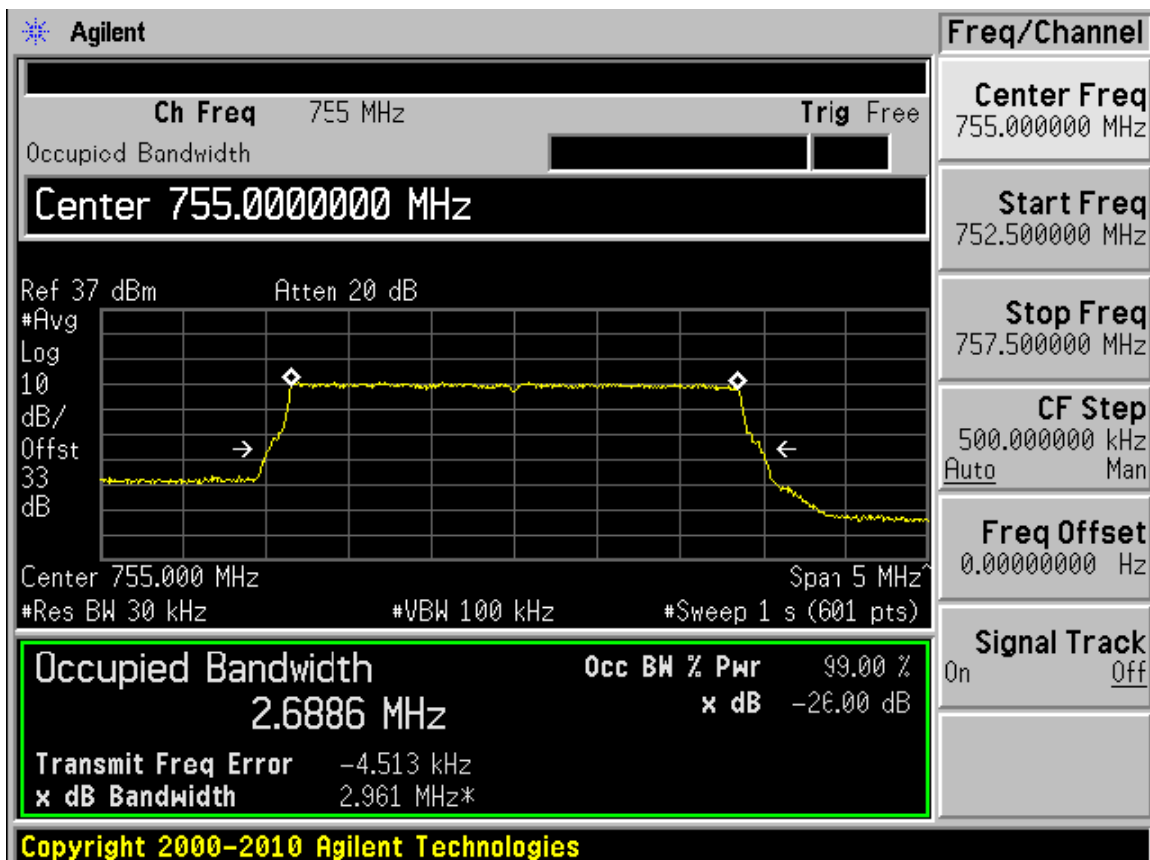 Agilent
Freq/Channel
Ch Freq 755 MHz Trig Free
Occupied Bandwidth
Center 755.0000000 MHz
Ref 37 dBm Atten 20 dB
#Avg
Log
10
dB/
Offst
33
dB
Center 755.000 MHz Span 5 MHz^
#Res BW 30 kHz #VBW 100 kHz #Sweep 1 s (601 pts)
Occupied Bandwidth
2.6886 MHz
Occ BW % Pwr 99.00 %
x dB -26.00 dB
Transmit Freq Error -4.513 kHz
x dB Bandwidth 2.961 MHz*
Copyright 2000-2010 Agilent Technologies
Center Freq
755.000000 MHz
Start Freq
752.500000 MHz
Stop Freq
757.500000 MHz
CF Step
500.000000 kHz
Auto Man
Freq Offset
0.00000000 Hz
Signal Track
On Off